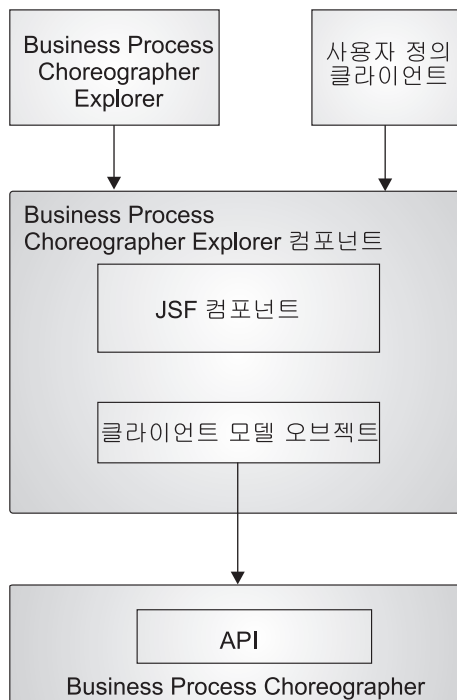 Business Process
Choreographer
Explorer
사용자 정의
클라이언트
Business Process
Choreographer Explorer 컴포넌트
JSF 컴포넌트
클라이언트 모델 오브젝트
API
Business Process Choreographer